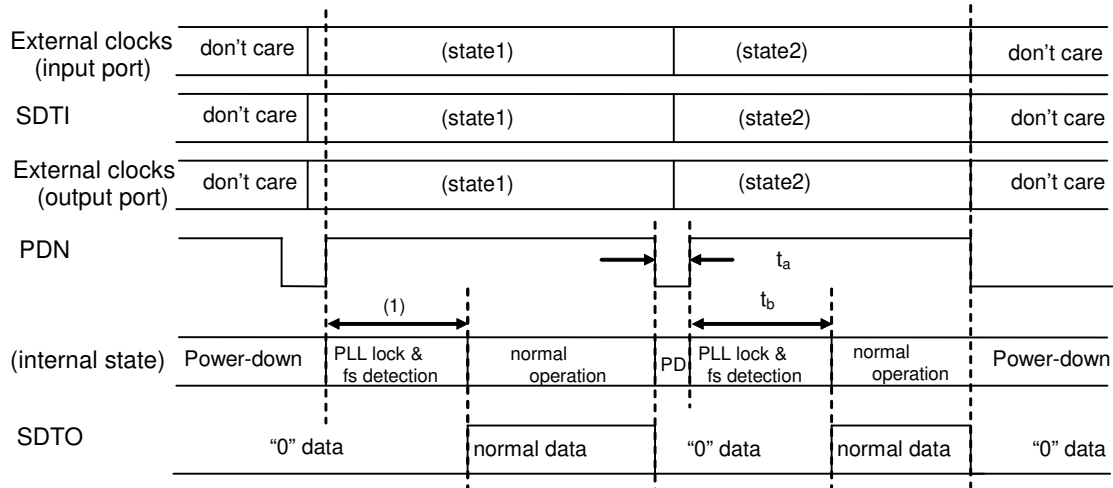 External clocks
(input port)
don't care
(state1)
(state2)
don't care
SDTI
don't care
(state1)
(state2)
don't care
External clocks
(output port)
don't care
(state1)
(state2)
don't care
PDN
ta
(1)
tb
(internal state)
Power-down
PLL lock &
fs detection
normal
operation
PD
PLL lock &
fs detection
normal
operation
Power-down
SDTO
“0” data
normal data
“0” data
normal data
“0” data